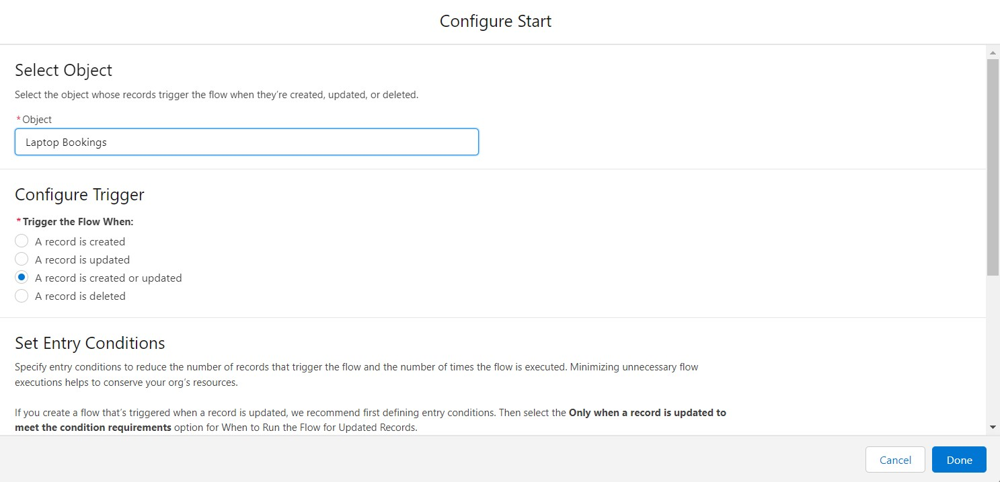 Configure Start
Select Object
Select the object whose records trigger the flow when they're created, updated, or deleted.
*Object
Laptop Bookings
Configure Trigger
*Trigger the Flow When:
A record is created
A record is updated
A record is created or updated
A record is deleted
Set Entry Conditions
Specify entry conditions to reduce the number of records that trigger the flow and the number of times the flow is executed. Minimizing unnecessary flow
executions helps to conserve your org's resources.
If you create a flow that's triggered when a record is updated, we recommend first defining entry conditions. Then select the Only when a record is updated to
meet the condition requirements option for When to Run the Flow for Updated Records.
Cancel Done